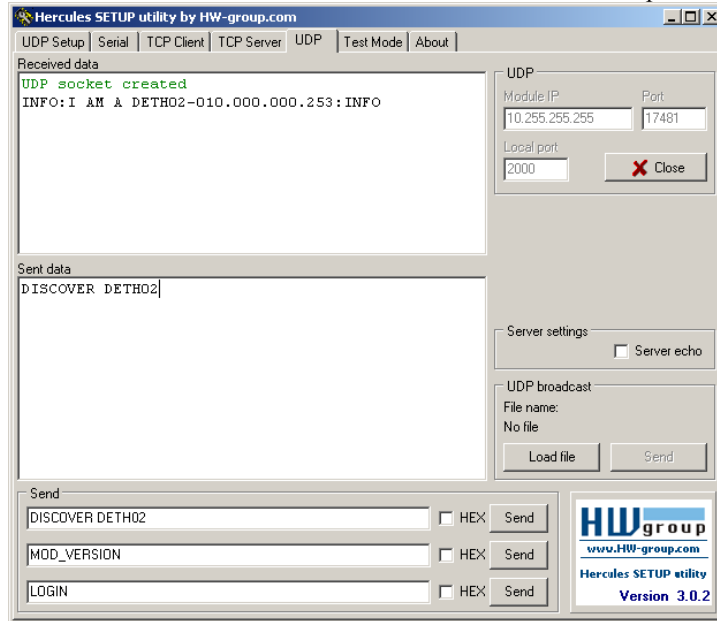 Hercules SETUP utility by HW-group.com
UDP Setup Serial TCP Client TCP Server UDP Test Mode About
Received data
UDP socket created
INFO:I AM A DETH02-010.000.000.253:INFO
UDP
Module IP Port
10.255.255.255 17481
Local port
2000 Close
Sent data
DISCOVER DETH02
Server settings
Server echo
UDP broadcast
File name:
No file
Load file Send
Send
DISCOVER DETH02 HEX Send
MOD_VERSION HEX Send
LOGIN HEX Send
HW group
www.HW-group.com
Hercules SETUP utility
Version 3.0.2